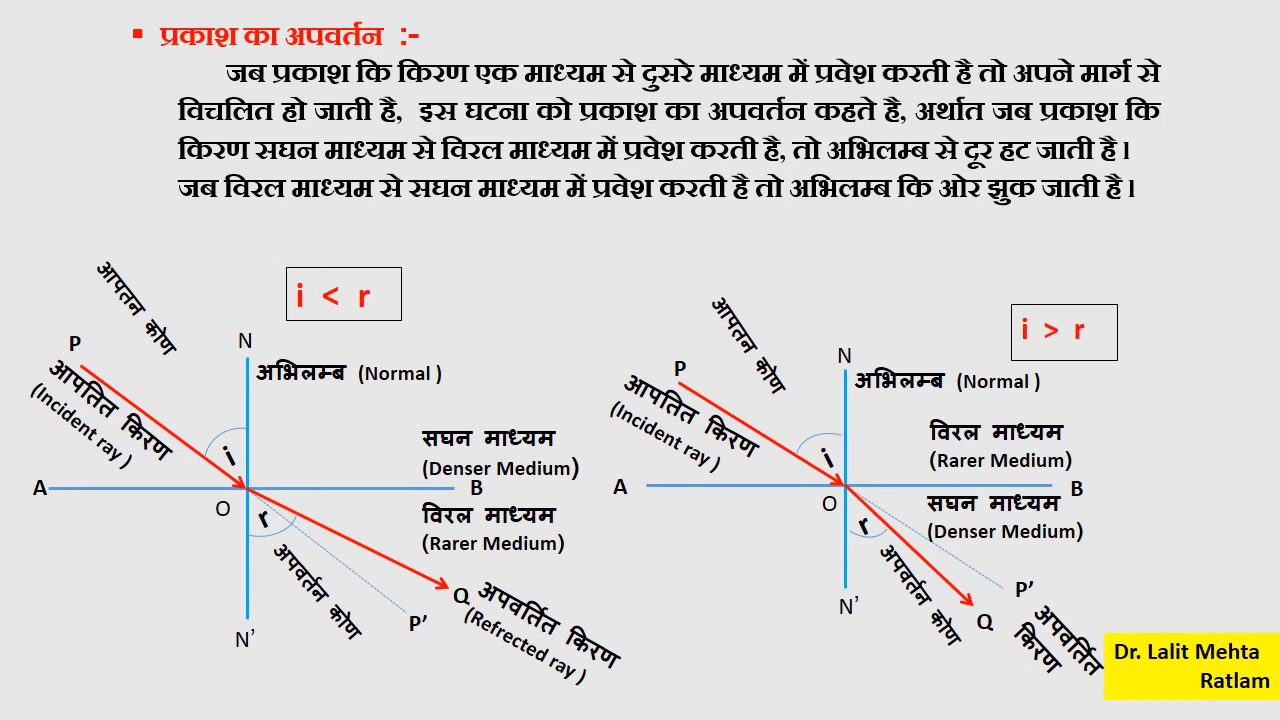 ▪ प्रकाश का अपवर्तन :-
जब प्रकाश कि किरण एक माध्यम से दुसरे माध्यम में प्रवेश करती है तो अपने मार्ग से
विचलित हो जाती है, इस घटना को प्रकाश का अपवर्तन कहते है, अर्थात जब प्रकाश कि
किरण सघन माध्यम से विरल माध्यम में प्रवेश करती है, तो अभिलम्ब से दूर हट जाती है ।
जब विरल माध्यम से सघन माध्यम में प्रवेश करती है तो अभिलम्ब कि ओर झुक जाती है ।
आपतन कोण
i < r
P
N
अभिलम्ब (Normal )
आपतित किरण
(Incident ray )
सघन माध्यम
(Denser Medium)
i
A
B
O
r
विरल माध्यम
(Rarer Medium)
अपवर्तन कोण
Q
अपवर्तित किरण
(Refrected ray )
P’
N’
आपतन कोण
i > r
P
N
अभिलम्ब (Normal )
आपतित किरण
(Incident ray )
विरल माध्यम
(Rarer Medium)
i
A
B
O
r
सघन माध्यम
(Denser Medium)
अपवर्तन कोण
P’
N’
Q
अपवर्तित
किरण
Dr. Lalit Mehta
Ratlam